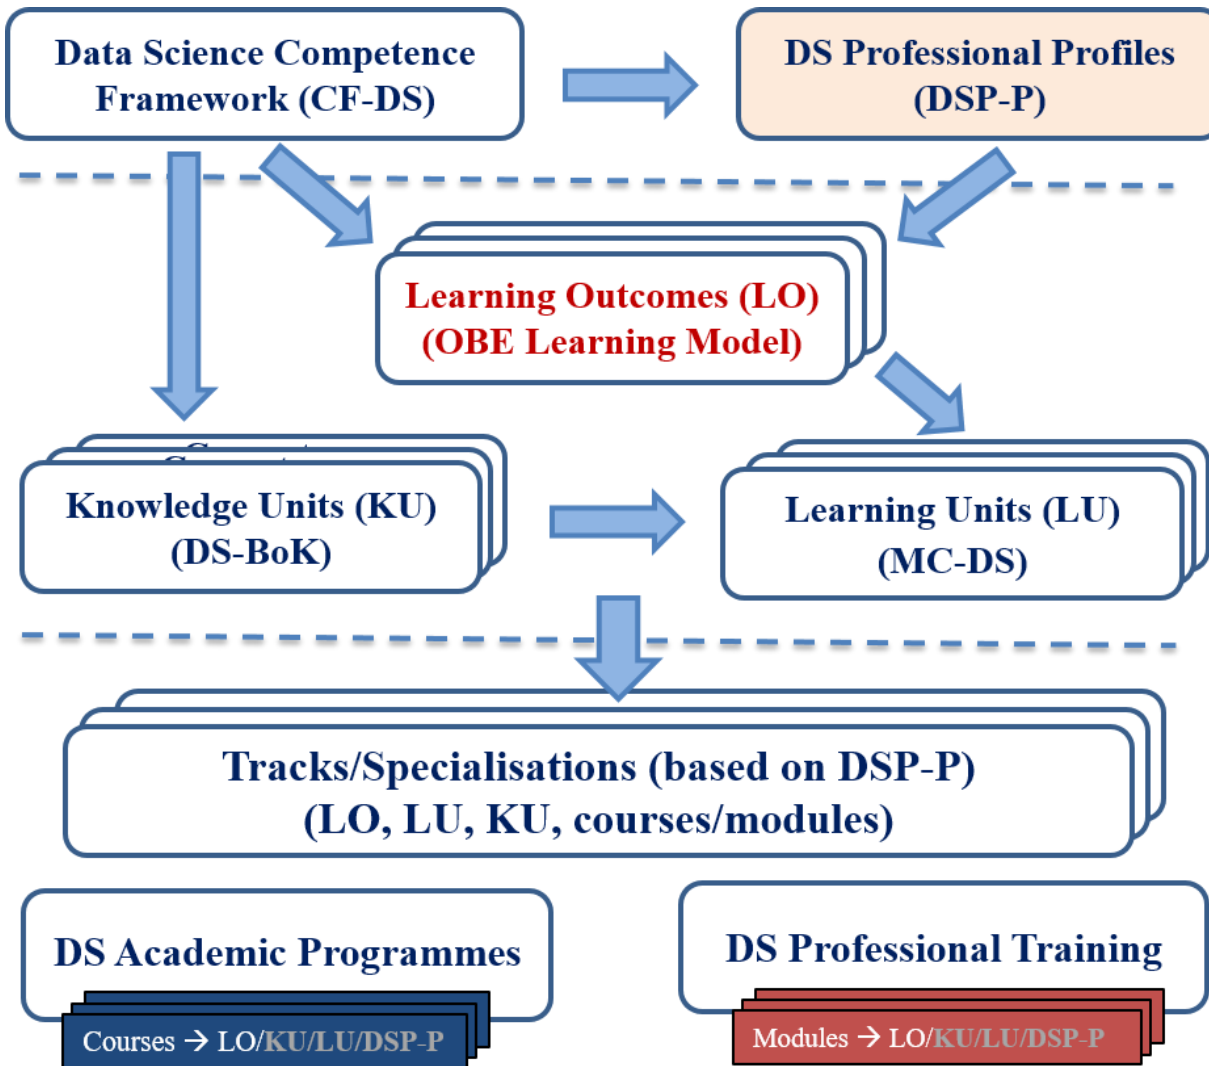 Data Science Competence
Framework (CF-DS)
DS Professional Profiles
(DSP-P)
Learning Outcomes (LO)
(OBE Learning Model)
Knowledge Units (KU)
(DS-BoK)
Learning Units (LU)
(MC-DS)
Tracks/Specialisations (based on DSP-P)
(LO, LU, KU, courses/modules)
DS Academic Programmes
Courses → LO/KU/LU/DSP-P
DS Professional Training
Modules → LO/KU/LU/DSP-P